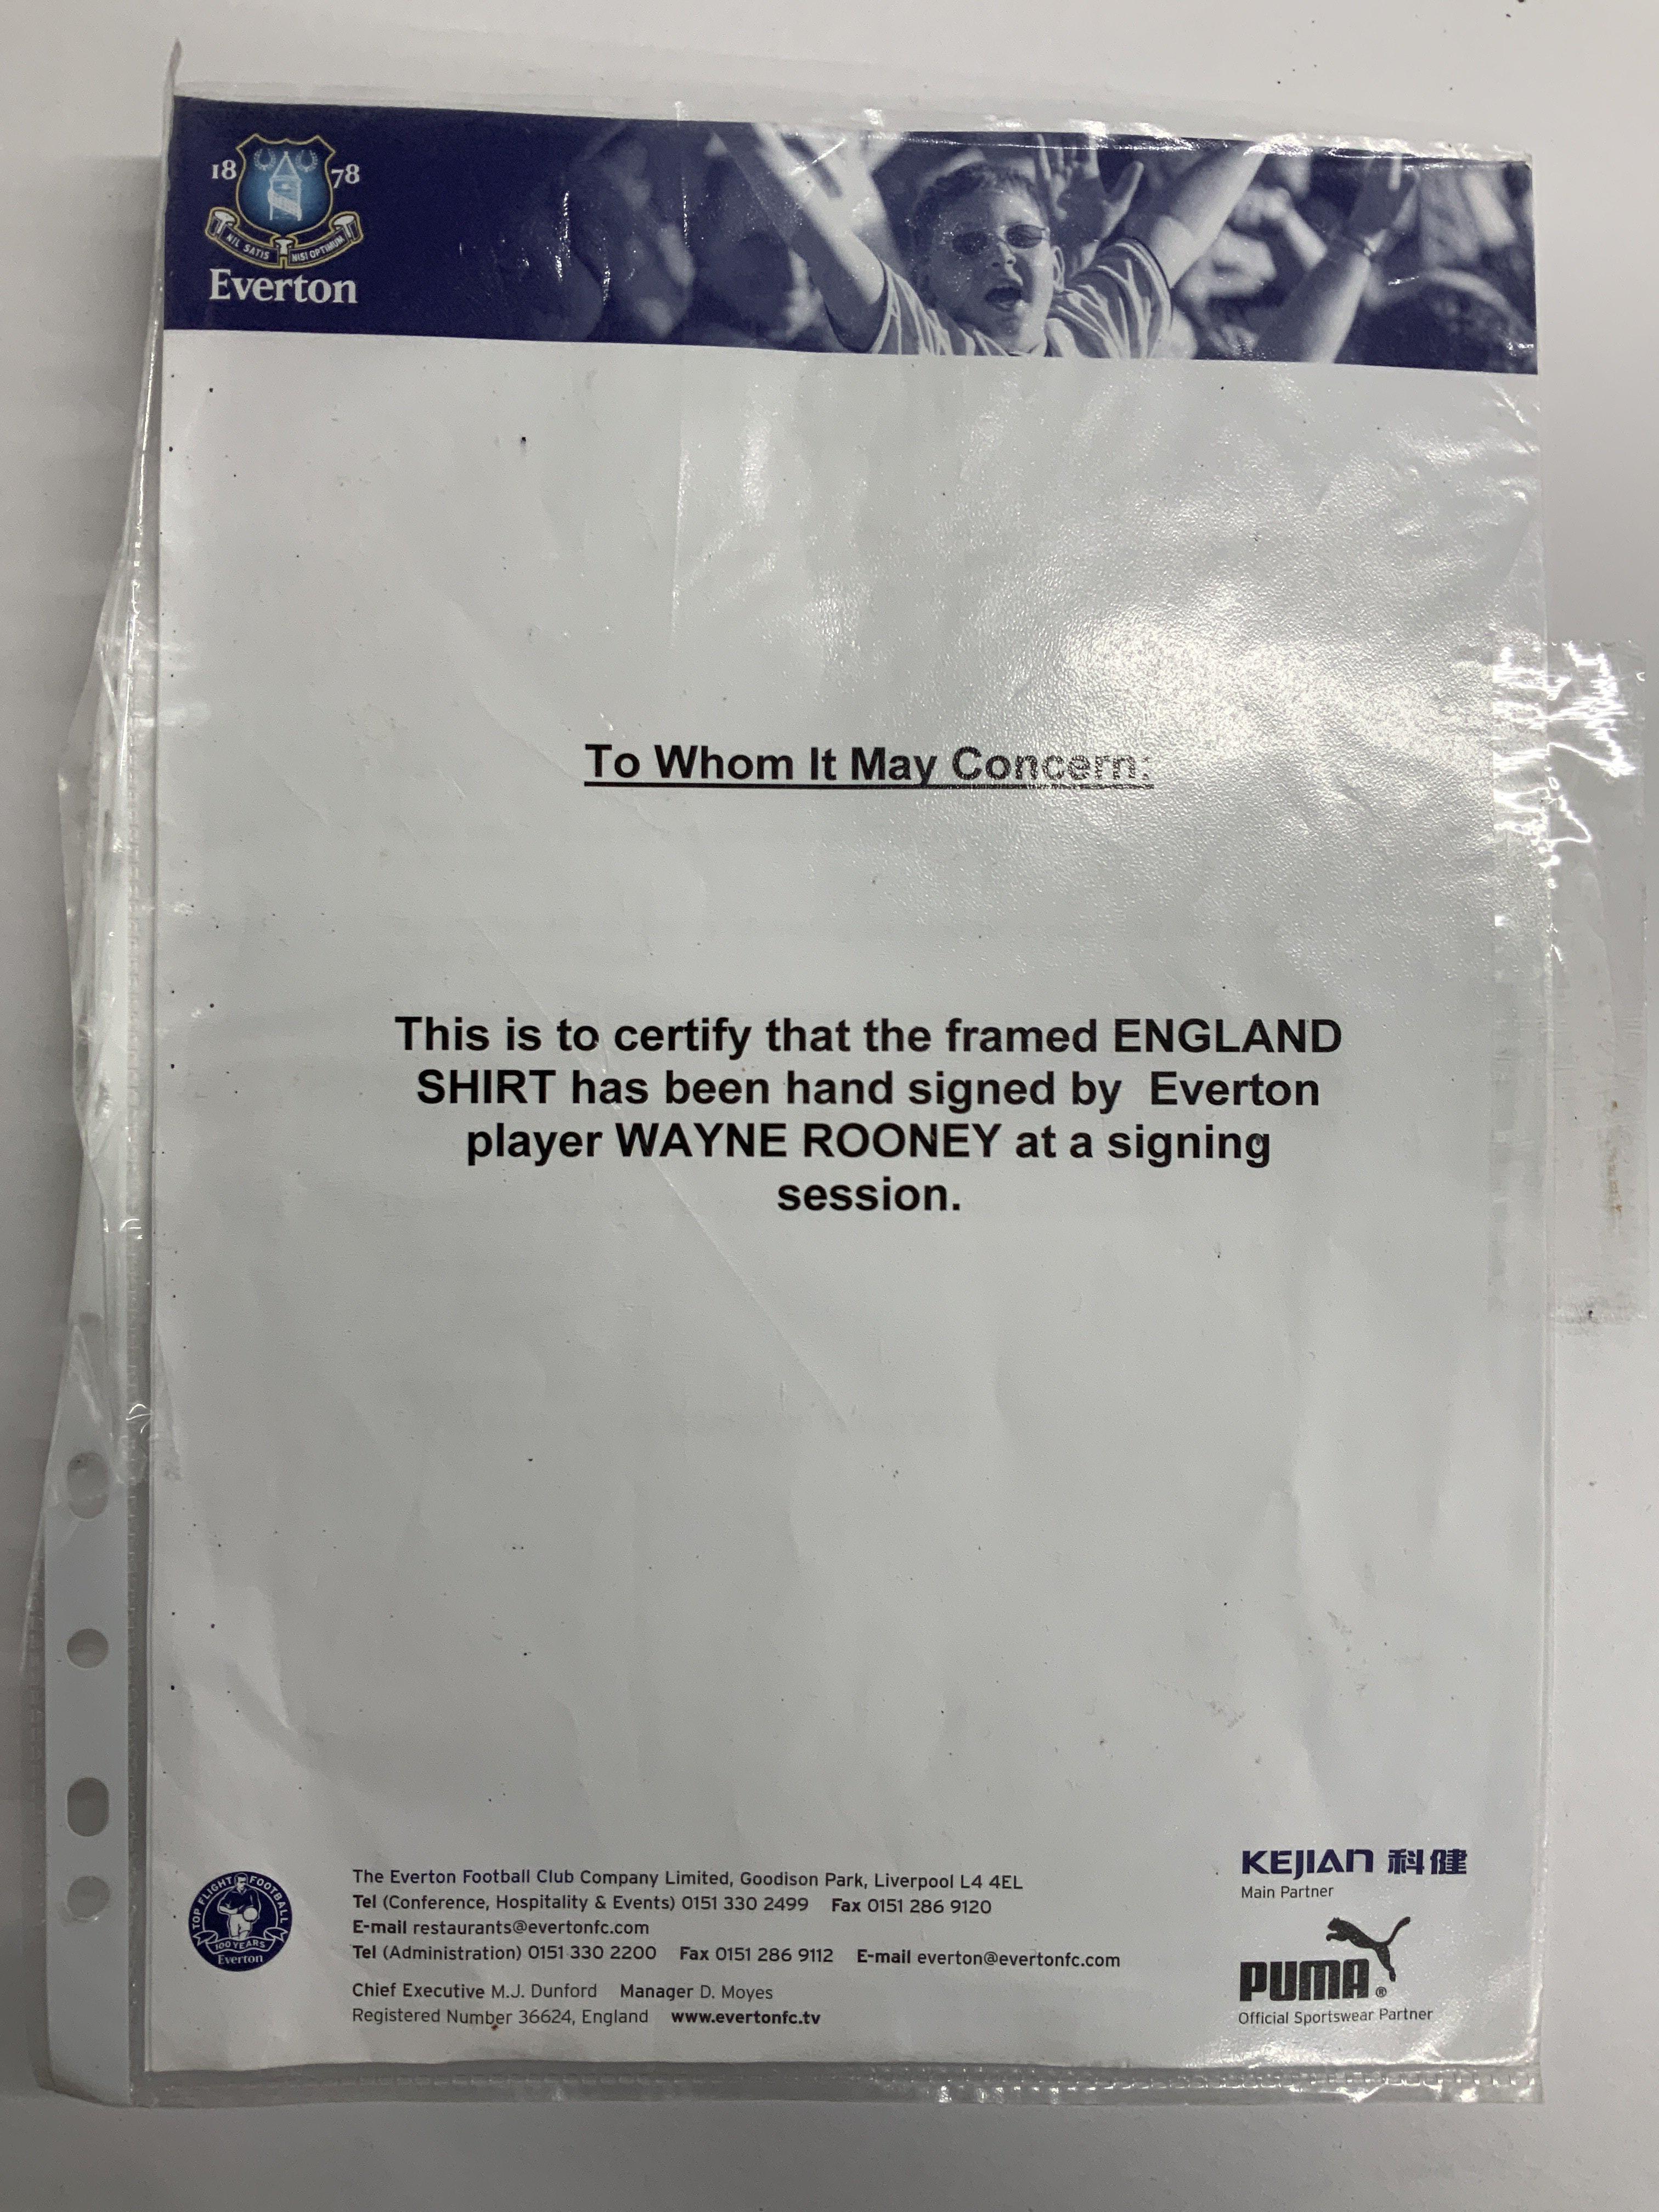 18 78
NIL SATIS NISI OPTIMUM
Everton
To Whom It May Concern:
This is to certify that the framed ENGLAND
SHIRT has been hand signed by  Everton
player WAYNE ROONEY at a signing
session.
TOP FLIGHT FOOTBALL
100 YEARS
Everton
The Everton Football Club Company Limited, Goodison Park, Liverpool L4 4EL
Tel (Conference, Hospitality & Events) 0151 330 2499 Fax 0151 286 9120
E-mail restaurants@evertonfc.com
Tel (Administration) 0151 330 2200 Fax 0151 286 9112 E-mail everton@evertonfc.com
Chief Executive M.J. Dunford Manager D. Moyes
Registered Number 36624, England www.evertonfc.tv
KEJIAN 科健
Main Partner
PUMA®
Official Sportswear Partner